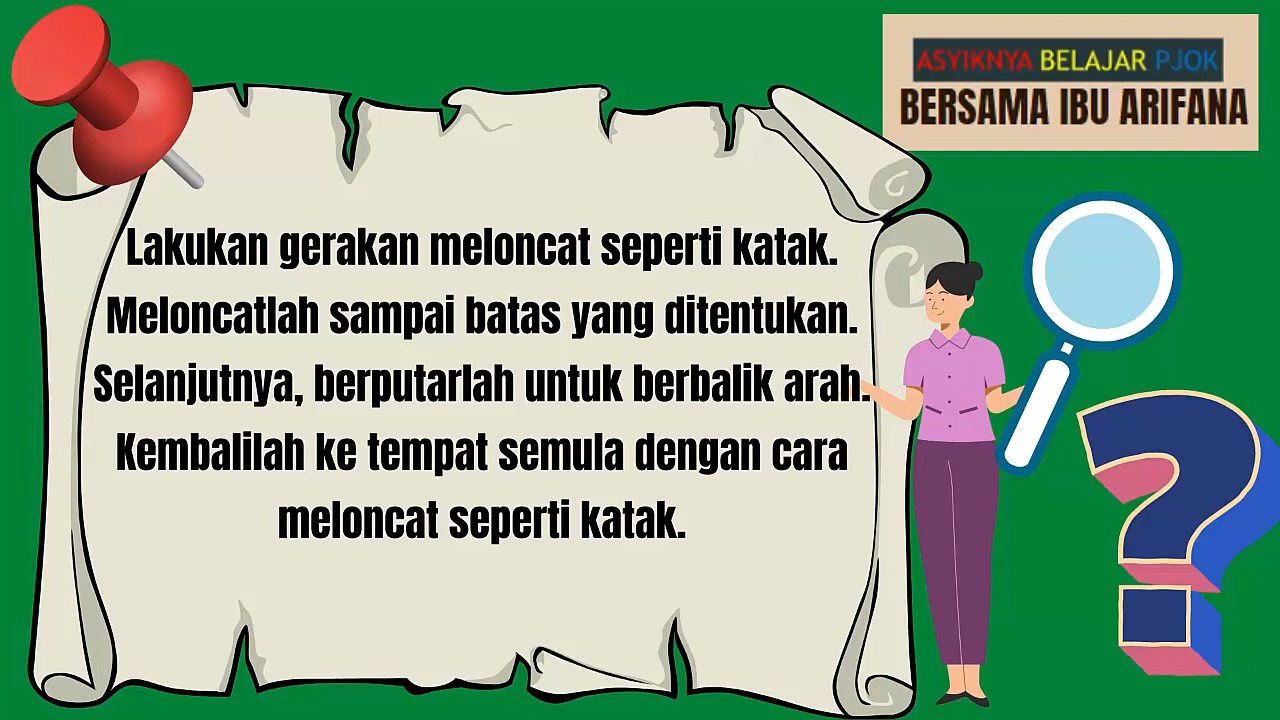 ASYIKNYA BELAJAR PJOK
BERSAMA IBU ARIFANA
Lakukan gerakan meloncat seperti katak.
Meloncatlah sampai batas yang ditentukan.
Selanjutnya, berputarlah untuk berbalik arah.
Kembalilah ke tempat semula dengan cara
meloncat seperti katak.
?